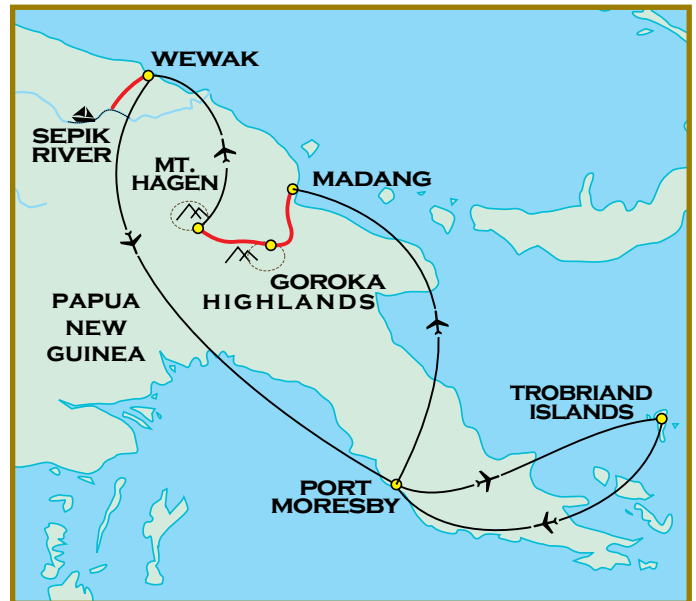 WEWAK
SEPIK
RIVER
MT.
HAGEN
MADANG
GOROKA
HIGHLANDS
PAPUA
NEW
GUINEA
TROBRIAND
ISLANDS
PORT
MORESBY